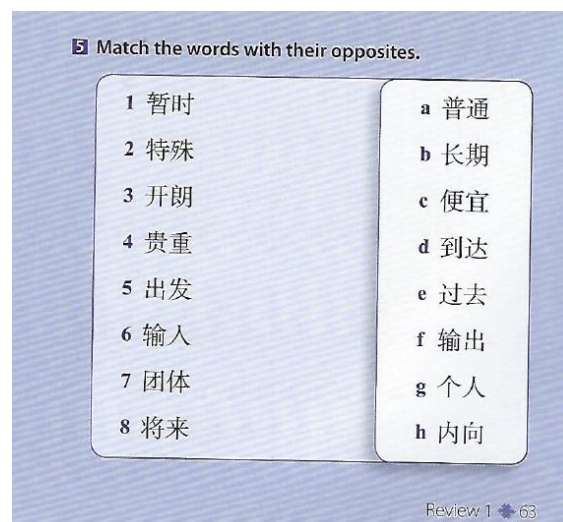 5 Match the words with their opposites.
1 暂时
2 特殊
3 开朗
4 贵重
5 出发
6 输人
7 团体
8 将来
a 普通
b 长期
c 便宜
d 到达
e 过去
f 输出
g 个人
h 内向
Review 1 63